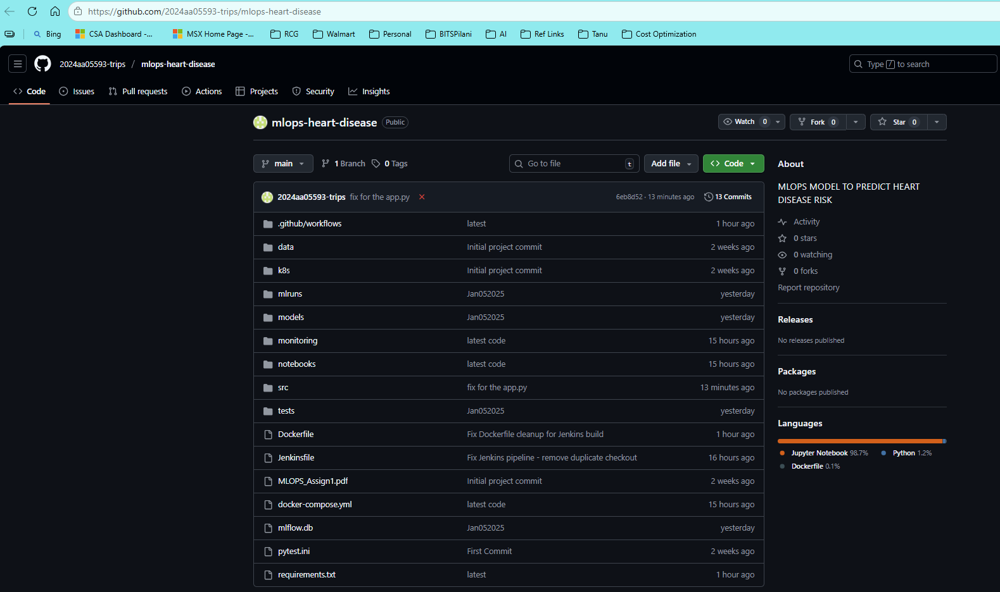 https://github.com/2024aa05593-trips/mlops-heart-disease
Bing CSA Dashboard -... MSX Home Page -... RCG Walmart Personal BITSPilani AI Ref Links Tanu Cost Optimization
2024aa05593-trips / mlops-heart-disease Type / to search
Code Issues Pull requests Actions Projects Security Insights
mlops-heart-disease Public Watch 0 Fork 0 Star 0
main 1 Branch 0 Tags Go to file t Add file Code
2024aa05593-trips fix for the app.py 6eb8d52 · 13 minutes ago 13 Commits
.github/workflows latest 1 hour ago
data Initial project commit 2 weeks ago
k8s Initial project commit 2 weeks ago
mlruns Jan052025 yesterday
models Jan052025 yesterday
monitoring latest code 15 hours ago
notebooks latest code 15 hours ago
src fix for the app.py 13 minutes ago
tests Jan052025 yesterday
Dockerfile Fix Dockerfile cleanup for Jenkins build 1 hour ago
Jenkinsfile Fix Jenkins pipeline - remove duplicate checkout 16 hours ago
MLOPS_Assign1.pdf Initial project commit 2 weeks ago
docker-compose.yml latest code 15 hours ago
mlflow.db Jan052025 yesterday
pytest.ini First Commit 2 weeks ago
requirements.txt latest 1 hour ago
About
MLOPS MODEL TO PREDICT HEART
DISEASE RISK
Activity
0 stars
0 watching
0 forks
Report repository
Releases
No releases published
Packages
No packages published
Languages
Jupyter Notebook 98.7% Python 1.2%
Dockerfile 0.1%